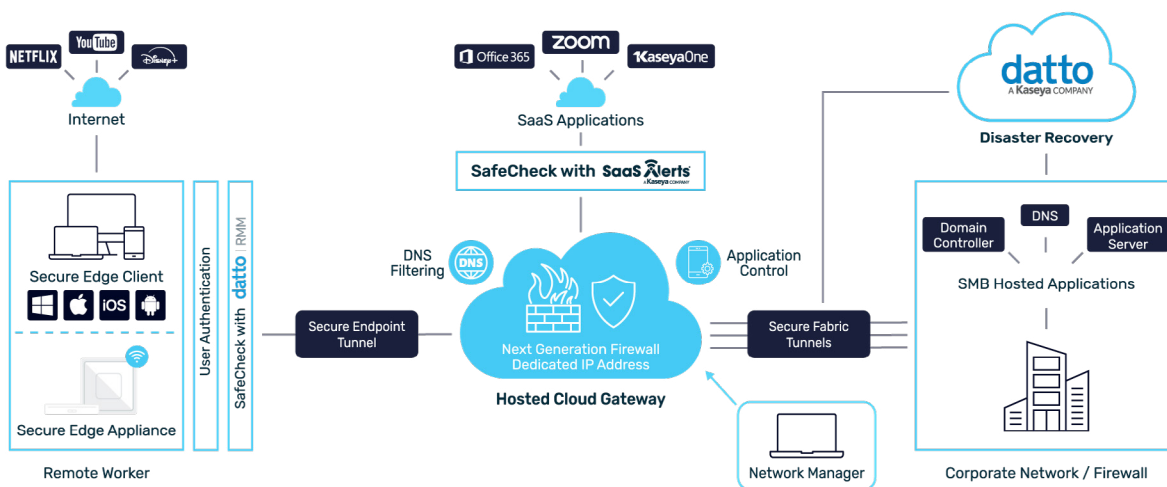 NETFLIX
YouTube
Disney+
Internet
Secure Edge Client
iOS
Secure Edge Appliance
Remote Worker
User Authentication
SafeCheck with datto | RMM
Secure Endpoint
Tunnel
Office 365
zoom
KaseyaOne
SaaS Applications
SafeCheck with SaaS Alerts
A Kaseya COMPANY
DNS
Filtering
DNS
Application
Control
Next Generation Firewall
Dedicated IP Address
Hosted Cloud Gateway
Secure Fabric
Tunnels
Network Manager
datto
A Kaseya COMPANY
Disaster Recovery
Domain
Controller
DNS
Application
Server
SMB Hosted Applications
Corporate Network / Firewall